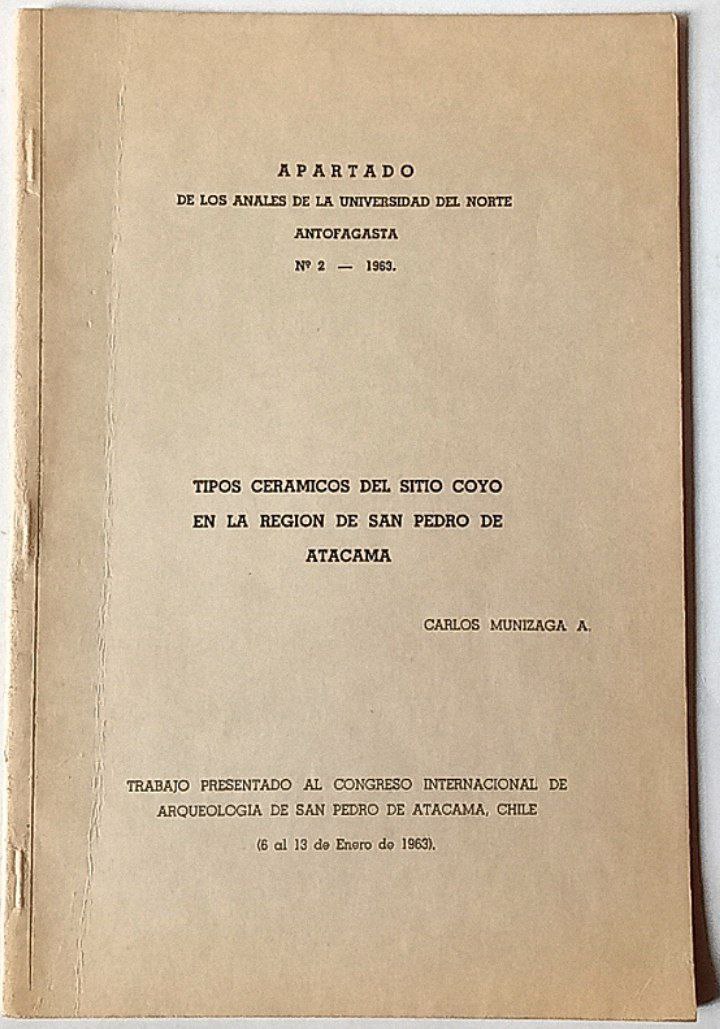 APARTADO
DE LOS ANALES DE LA UNIVERSIDAD DEL NORTE
ANTOFAGASTA
Nº 2 — 1963.
TIPOS CERAMICOS DEL SITIO COYO
EN LA REGION DE SAN PEDRO DE
ATACAMA
CARLOS MUNIZAGA A.
TRABAJO PRESENTADO AL CONGRESO INTERNACIONAL DE
ARQUEOLOGIA DE SAN PEDRO DE ATACAMA, CHILE
(6 al 13 de Enero de 1963).